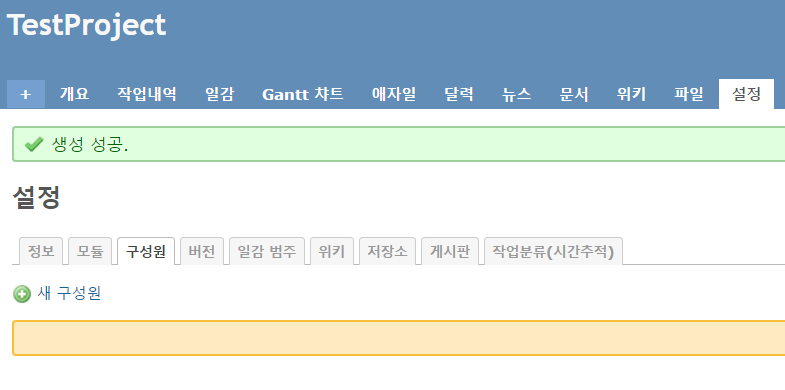 TestProject
+ 개요 작업내역 일감 Gantt 챠트 애자일 달력 뉴스 문서 위키 파일 설정
생성 성공.
설정
정보 모듈 구성원 버전 일감 범주 위키 저장소 게시판 작업분류(시간추적)
새 구성원